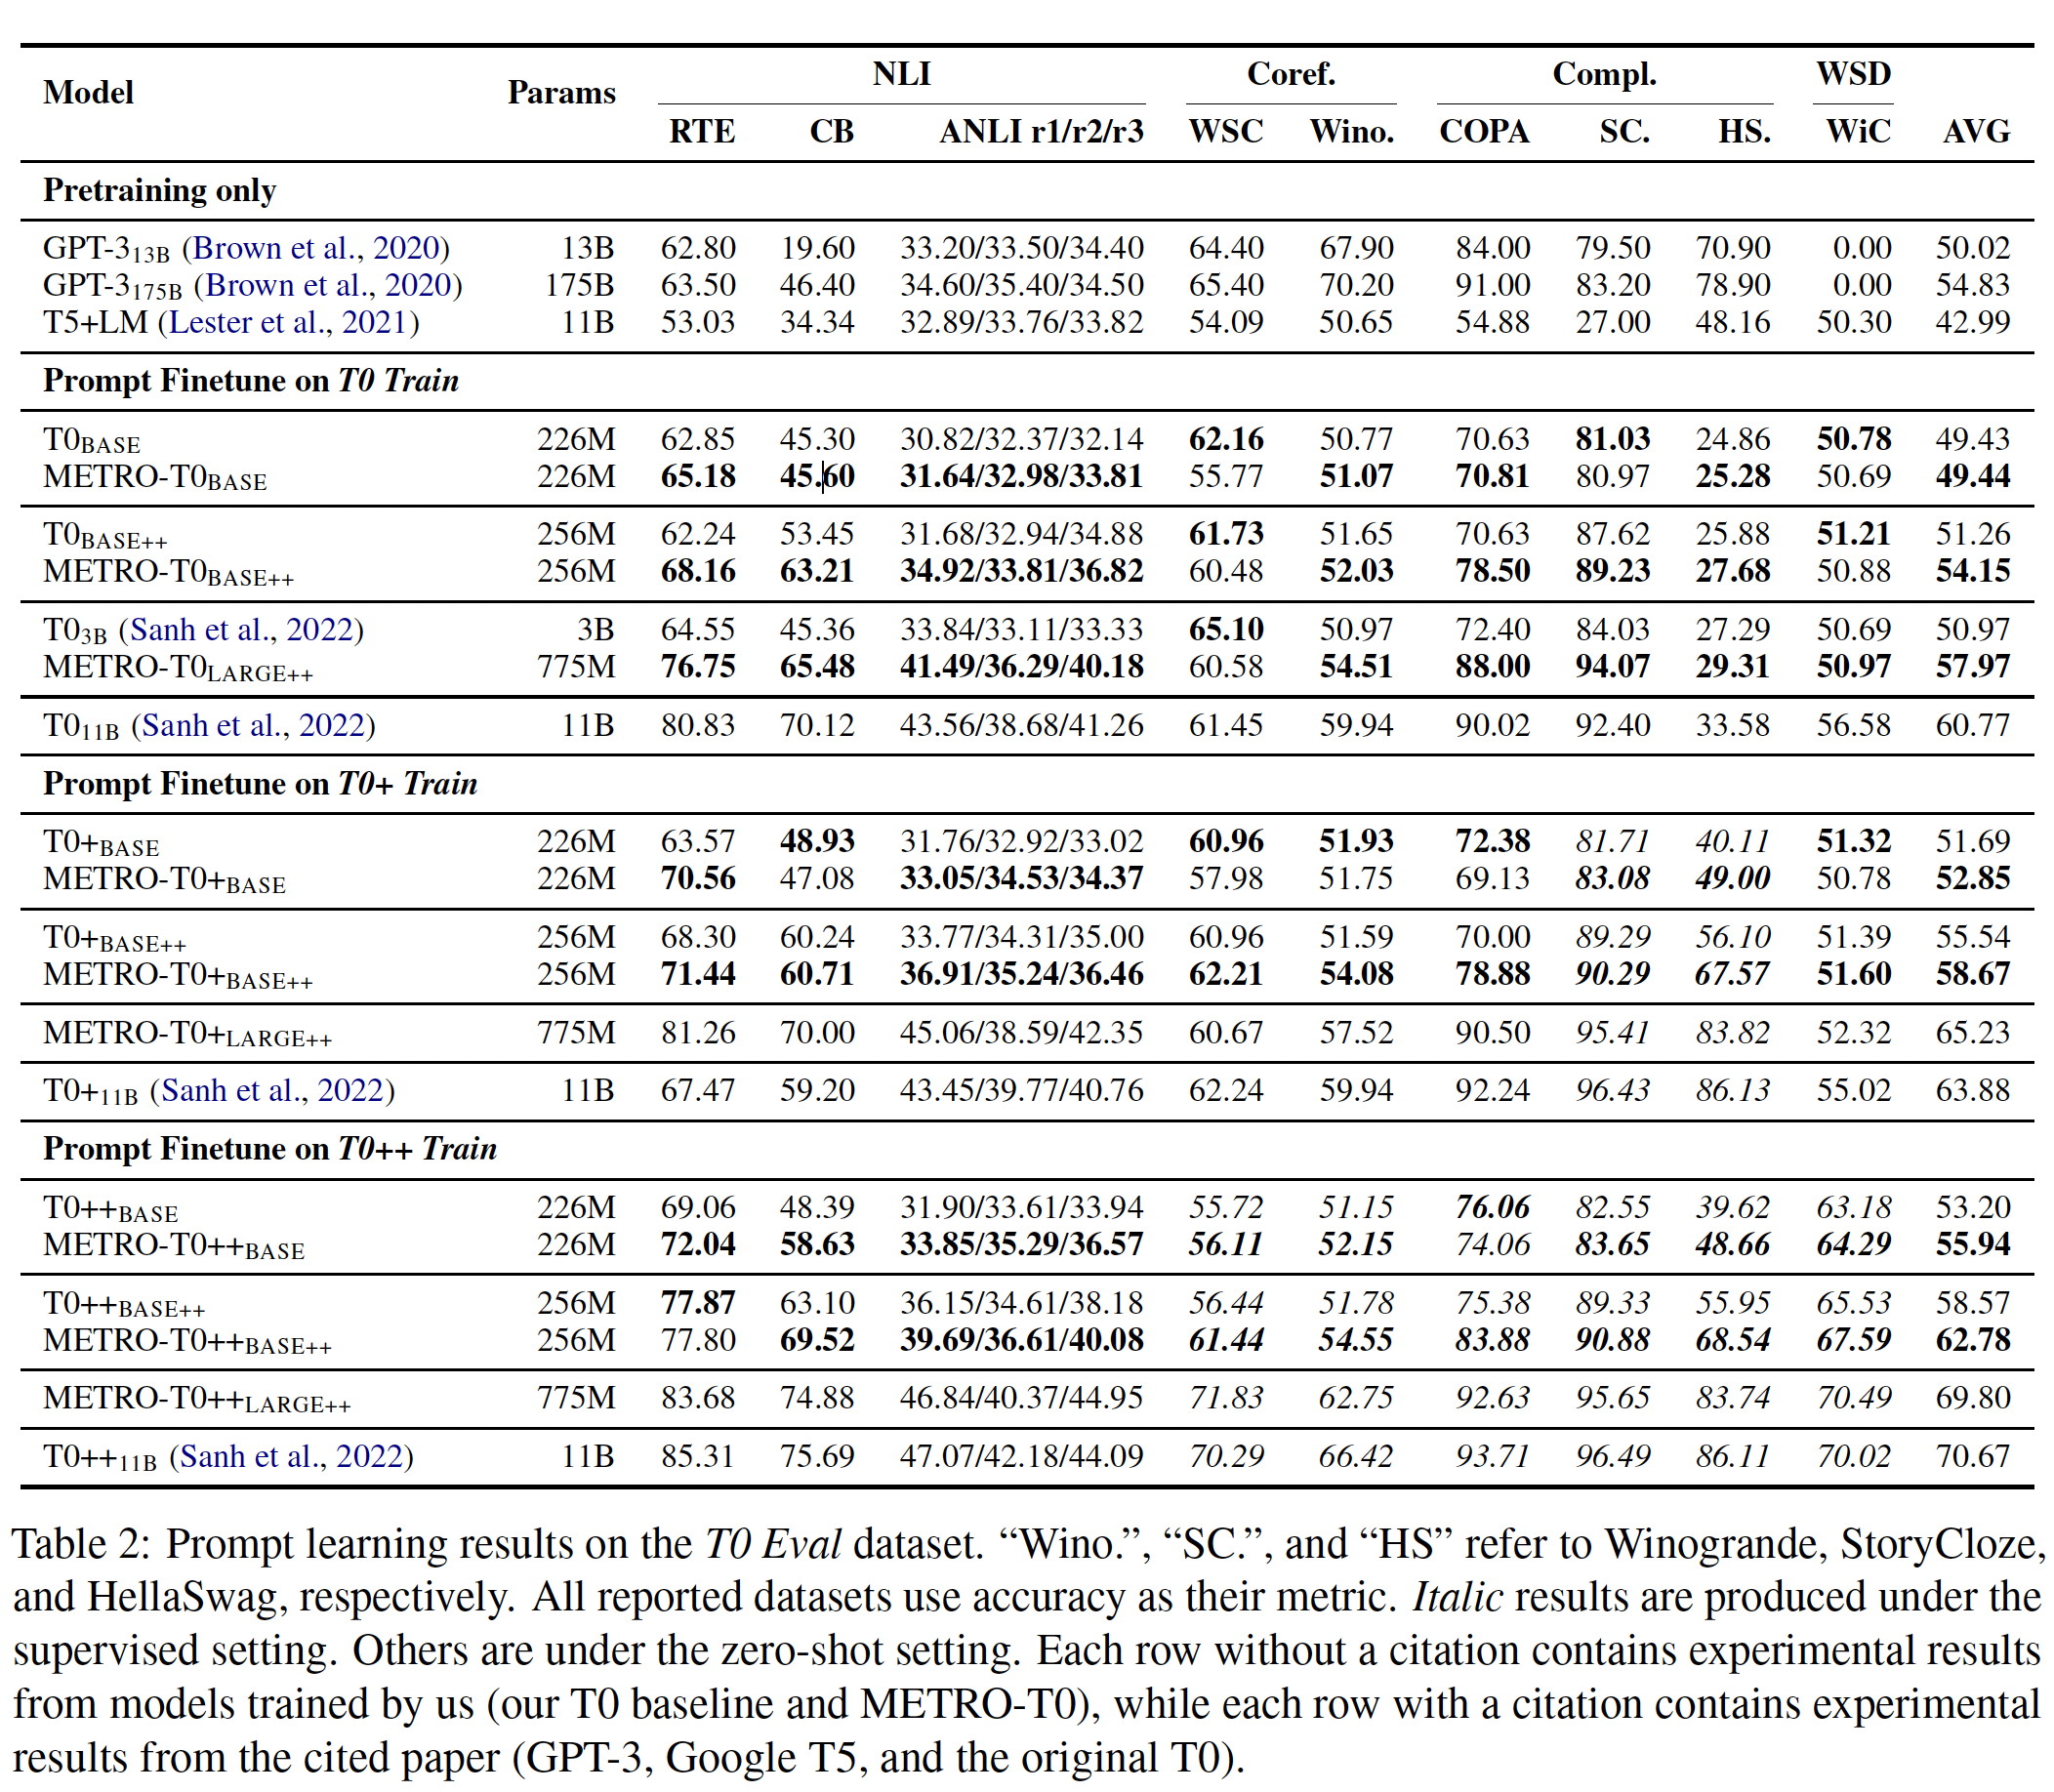 Model Params NLI Coref. Compl. WSD
RTE CB ANLI r1/r2/r3 WSC Wino. COPA SC. HS. WiC AVG
Pretraining only
GPT-313B (Brown et al., 2020) 13B 62.80 19.60 33.20/33.50/34.40 64.40 67.90 84.00 79.50 70.90 0.00 50.02
GPT-3175B (Brown et al., 2020) 175B 63.50 46.40 34.60/35.40/34.50 65.40 70.20 91.00 83.20 78.90 0.00 54.83
T5+LM (Lester et al., 2021) 11B 53.03 34.34 32.89/33.76/33.82 54.09 50.65 54.88 27.00 48.16 50.30 42.99
Prompt Finetune on T0 Train
T0BASE 226M 62.85 45.30 30.82/32.37/32.14 62.16 50.77 70.63 81.03 24.86 50.78 49.43
METRO-T0BASE 226M 65.18 45.60 31.64/32.98/33.81 55.77 51.07 70.81 80.97 25.28 50.69 49.44
T0BASE++ 256M 62.24 53.45 31.68/32.94/34.88 61.73 51.65 70.63 87.62 25.88 51.21 51.26
METRO-T0BASE++ 256M 68.16 63.21 34.92/33.81/36.82 60.48 52.03 78.50 89.23 27.68 50.88 54.15
T03B (Sanh et al., 2022) 3B 64.55 45.36 33.84/33.11/33.33 65.10 50.97 72.40 84.03 27.29 50.69 50.97
METRO-T0LARGE++ 775M 76.75 65.48 41.49/36.29/40.18 60.58 54.51 88.00 94.07 29.31 50.97 57.97
T011B (Sanh et al., 2022) 11B 80.83 70.12 43.56/38.68/41.26 61.45 59.94 90.02 92.40 33.58 56.58 60.77
Prompt Finetune on T0+ Train
T0+BASE 226M 63.57 48.93 31.76/32.92/33.02 60.96 51.93 72.38 81.71 40.11 51.32 51.69
METRO-T0+BASE 226M 70.56 47.08 33.05/34.53/34.37 57.98 51.75 69.13 83.08 49.00 50.78 52.85
T0+BASE++ 256M 68.30 60.24 33.77/34.31/35.00 60.96 51.59 70.00 89.29 56.10 51.39 55.54
METRO-T0+BASE++ 256M 71.44 60.71 36.91/35.24/36.46 62.21 54.08 78.88 90.29 67.57 51.60 58.67
METRO-T0+LARGE++ 775M 81.26 70.00 45.06/38.59/42.35 60.67 57.52 90.50 95.41 83.82 52.32 65.23
T0+11B (Sanh et al., 2022) 11B 67.47 59.20 43.45/39.77/40.76 62.24 59.94 92.24 96.43 86.13 55.02 63.88
Prompt Finetune on T0++ Train
T0++BASE 226M 69.06 48.39 31.90/33.61/33.94 55.72 51.15 76.06 82.55 39.62 63.18 53.20
METRO-T0++BASE 226M 72.04 58.63 33.85/35.29/36.57 56.11 52.15 74.06 83.65 48.66 64.29 55.94
T0++BASE++ 256M 77.87 63.10 36.15/34.61/38.18 56.44 51.78 75.38 89.33 55.95 65.53 58.57
METRO-T0++BASE++ 256M 77.80 69.52 39.69/36.61/40.08 61.44 54.55 83.88 90.88 68.54 67.59 62.78
METRO-T0++LARGE++ 775M 83.68 74.88 46.84/40.37/44.95 71.83 62.75 92.63 95.65 83.74 70.49 69.80
T0++11B (Sanh et al., 2022) 11B 85.31 75.69 47.07/42.18/44.09 70.29 66.42 93.71 96.49 86.11 70.02 70.67
Table 2: Prompt learning results on the T0 Eval dataset. “Wino.”, “SC.”, and “HS” refer to Winogrande, StoryCloze,
and HellaSwag, respectively. All reported datasets use accuracy as their metric. Italic results are produced under the
supervised setting. Others are under the zero-shot setting. Each row without a citation contains experimental results
from models trained by us (our T0 baseline and METRO-T0), while each row with a citation contains experimental
results from the cited paper (GPT-3, Google T5, and the original T0).